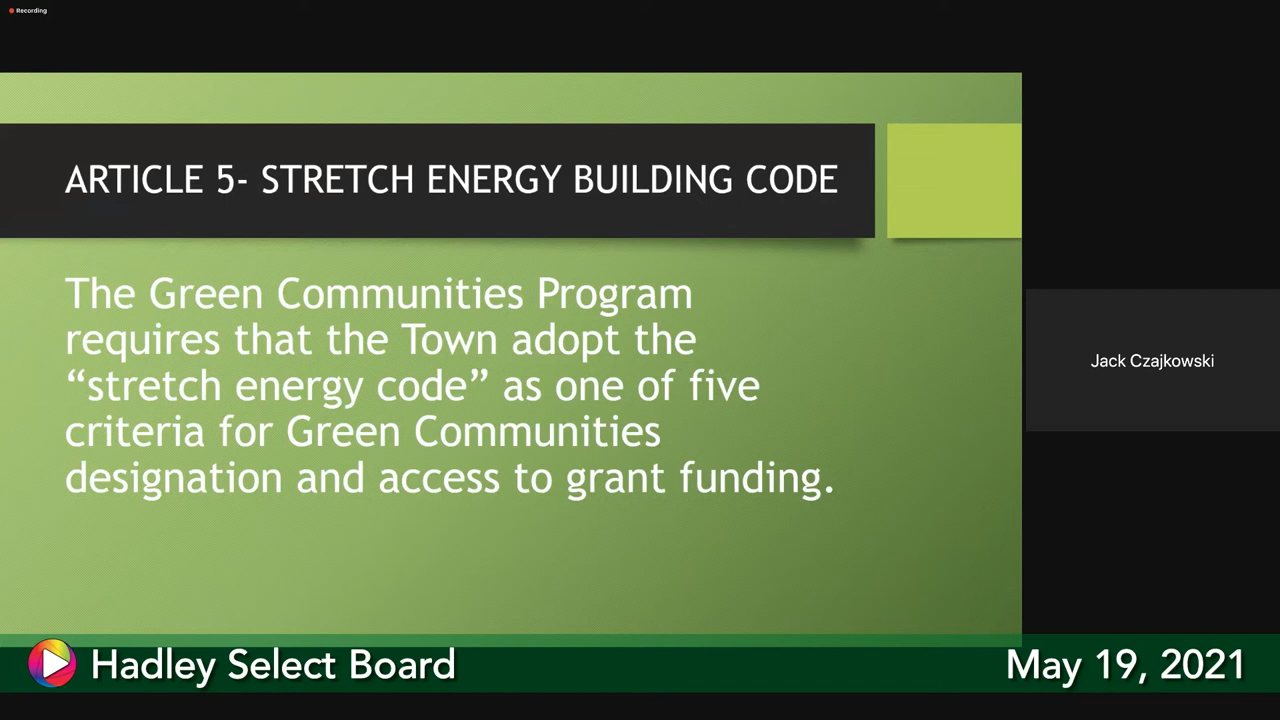 Recording
ARTICLE 5- STRETCH ENERGY BUILDING CODE
The Green Communities Program
requires that the Town adopt the
“stretch energy code” as one of five
criteria for Green Communities
designation and access to grant funding.
Jack Czajkowski
Hadley Select Board
May 19, 2021